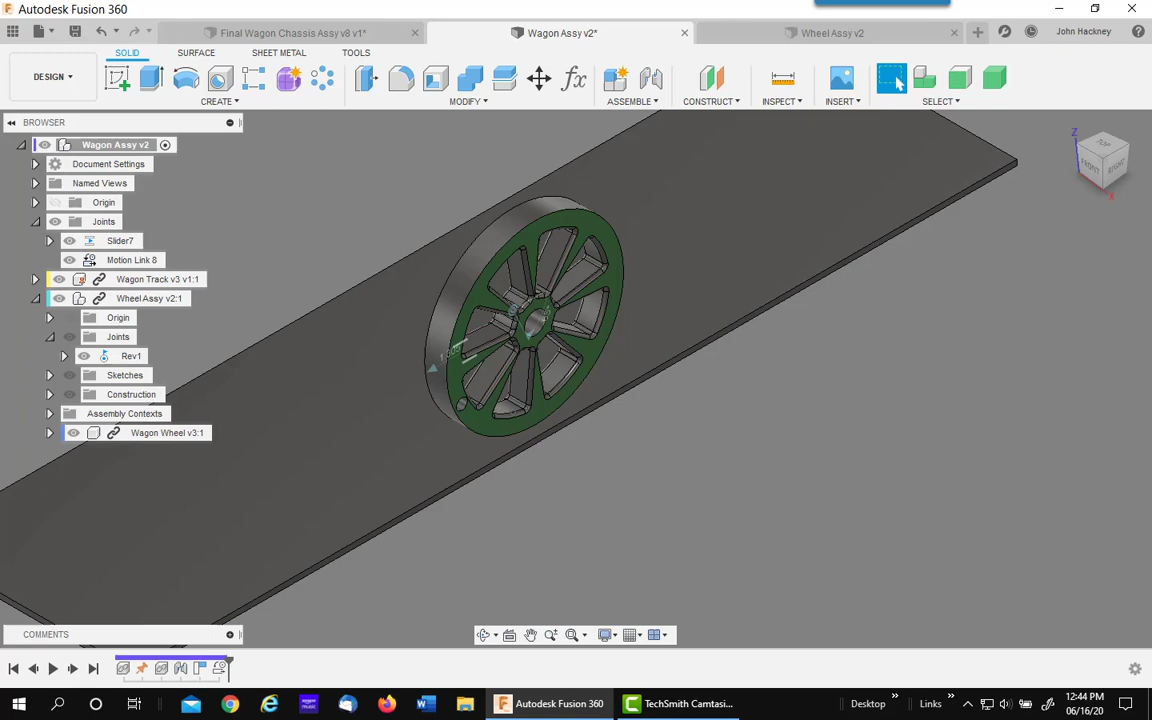 Autodesk Fusion 360
Final Wagon Chassis Assy v8 v1*
Wagon Assy v2*
Wheel Assy v2
John Hackney
DESIGN
SOLID
SURFACE
SHEET METAL
TOOLS
CREATE
MODIFY
ASSEMBLE
CONSTRUCT
INSPECT
INSERT
SELECT
BROWSER
Wagon Assy v2
Document Settings
Named Views
Origin
Joints
Slider7
Motion Link 8
Wagon Track v3 v1:1
Wheel Assy v2:1
Origin
Joints
Rev1
Sketches
Construction
Assembly Contexts
Wagon Wheel v3:1
TOP
FRONT
RIGHT
Z
X
COMMENTS
Autodesk Fusion 360
TechSmith Camtasi...
Desktop
Links
12:44 PM
06/16/20